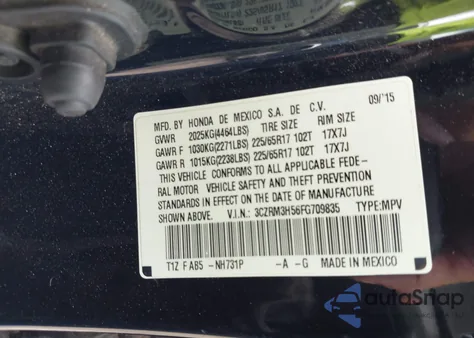 MFD. BY HONDA DE MEXICO S.A. DE C.V. 09/'15
GVWR 2025KG(4464LBS) TIRE SIZE RIM SIZE
GAWR F 1030KG(2271LBS) 225/65R17 102T 17X7J
GAWR R 1015KG(2238LBS) 225/65R17 102T 17X7J
THIS VEHICLE CONFORMS TO ALL APPLICABLE FEDE-
RAL MOTOR VEHICLE SAFETY AND THEFT PREVENTION
STANDARDS IN EFFECT ON THE DATE OF MANUFACTURE
SHOWN ABOVE. V.I.N.: 3CZRM3H56FG709835 TYPE:MPV
T1Z F AB5 -NH731P -A -G MADE IN MEXICO
autoSnap